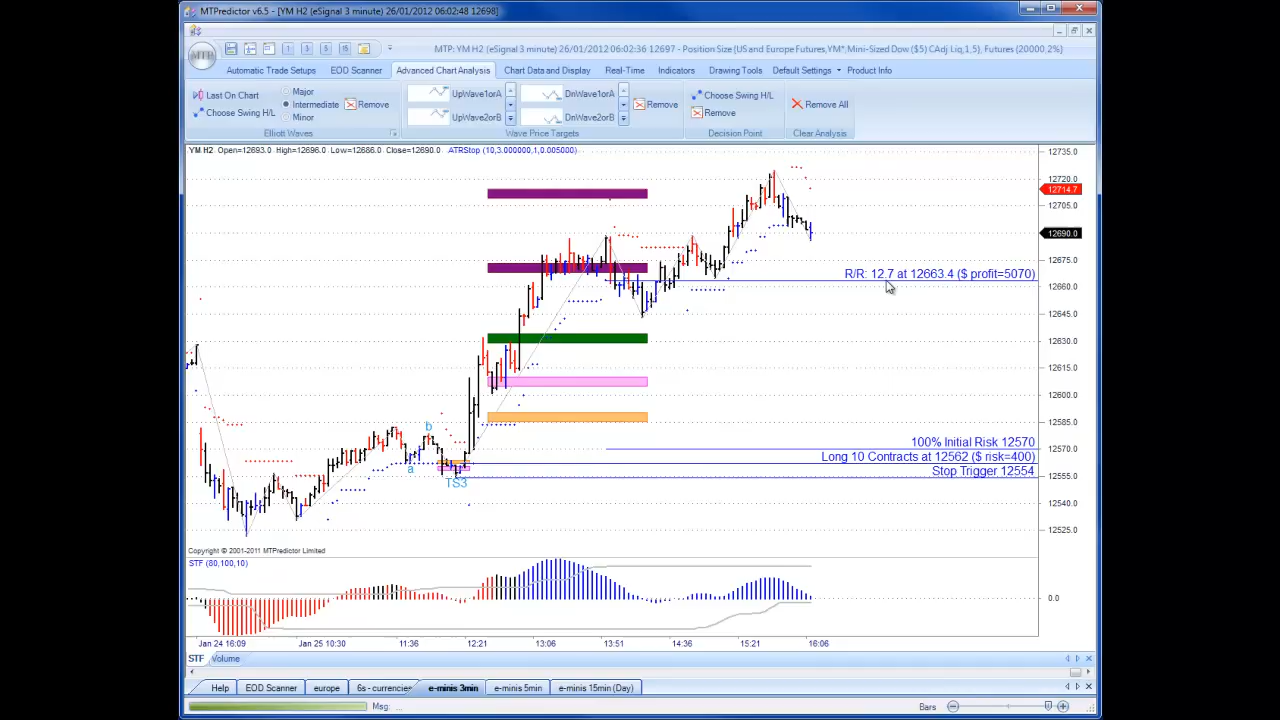 MTPredictor v6.5 - [YM H2 (eSignal 3 minute) 26/01/2012 06:02:48 12698]
MTP: YM H2 (eSignal 3 minute) 26/01/2012 06:02:36 12697 - Position Size (US and Europe Futures,YM*,Mini-Sized Dow ($5) CAdj Liq,1.5), Futures (20000,2%)
MTP
Automatic Trade Setups EOD Scanner Advanced Chart Analysis Chart Data and Display Real-Time Indicators Drawing Tools Default Settings Product Info
Last On Chart
Choose Swing H/L
Major
Intermediate
Minor
Remove
Elliott Waves
UpWave1orA
UpWave2orB
DnWave1orA
DnWave2orB
Remove
Wave Price Targets
Choose Swing H/L
Remove
Decision Point
Remove All
Clear Analysis
YM H2 Open=12693.0 High=12696.0 Low=12686.0 Close=12690.0 ATRStop (10,3.000000,1,0.005000)
12735.0
12720.0
12714.7
12705.0
12690.0
12675.0
12660.0
12645.0
12630.0
12615.0
12600.0
12585.0
12570.0
12555.0
12540.0
12525.0
R/R: 12.7 at 12663.4 ($ profit=5070)
100% Initial Risk 12570
Long 10 Contracts at 12562 ($ risk=400)
Stop Trigger 12554
b
a
TS3
Copyright © 2001-2011 MTPredictor Limited
STF (80,100,10)
0.0
Jan 24 16:09 Jan 25 10:30 11:36 12:21 13:06 13:51 14:36 15:21 16:06
STF Volume
Help EOD Scanner europe 6s - currencies e-minis 3min e-minis 5min e-minis 15min (Day)
Msg: ...
Bars